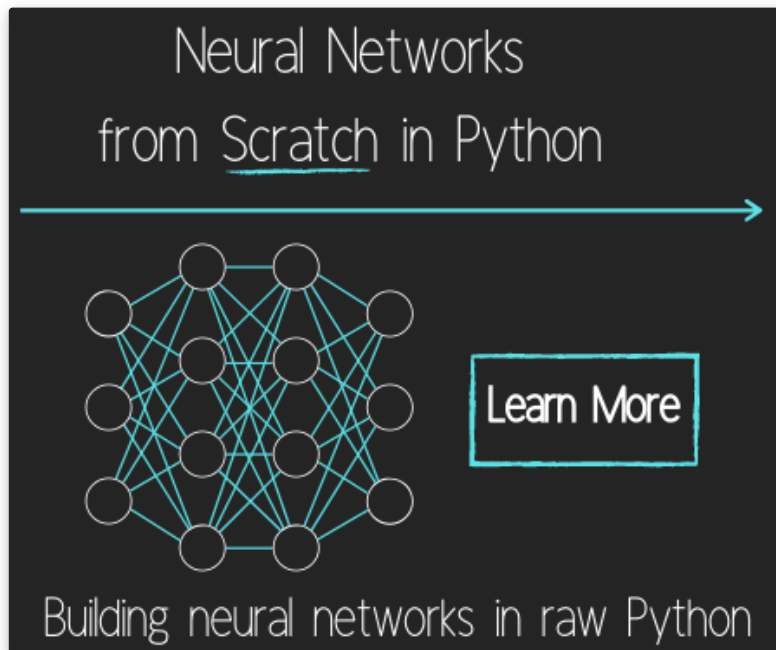 Neural Networks
from Scratch in Python
Learn More
Building neural networks in raw Python